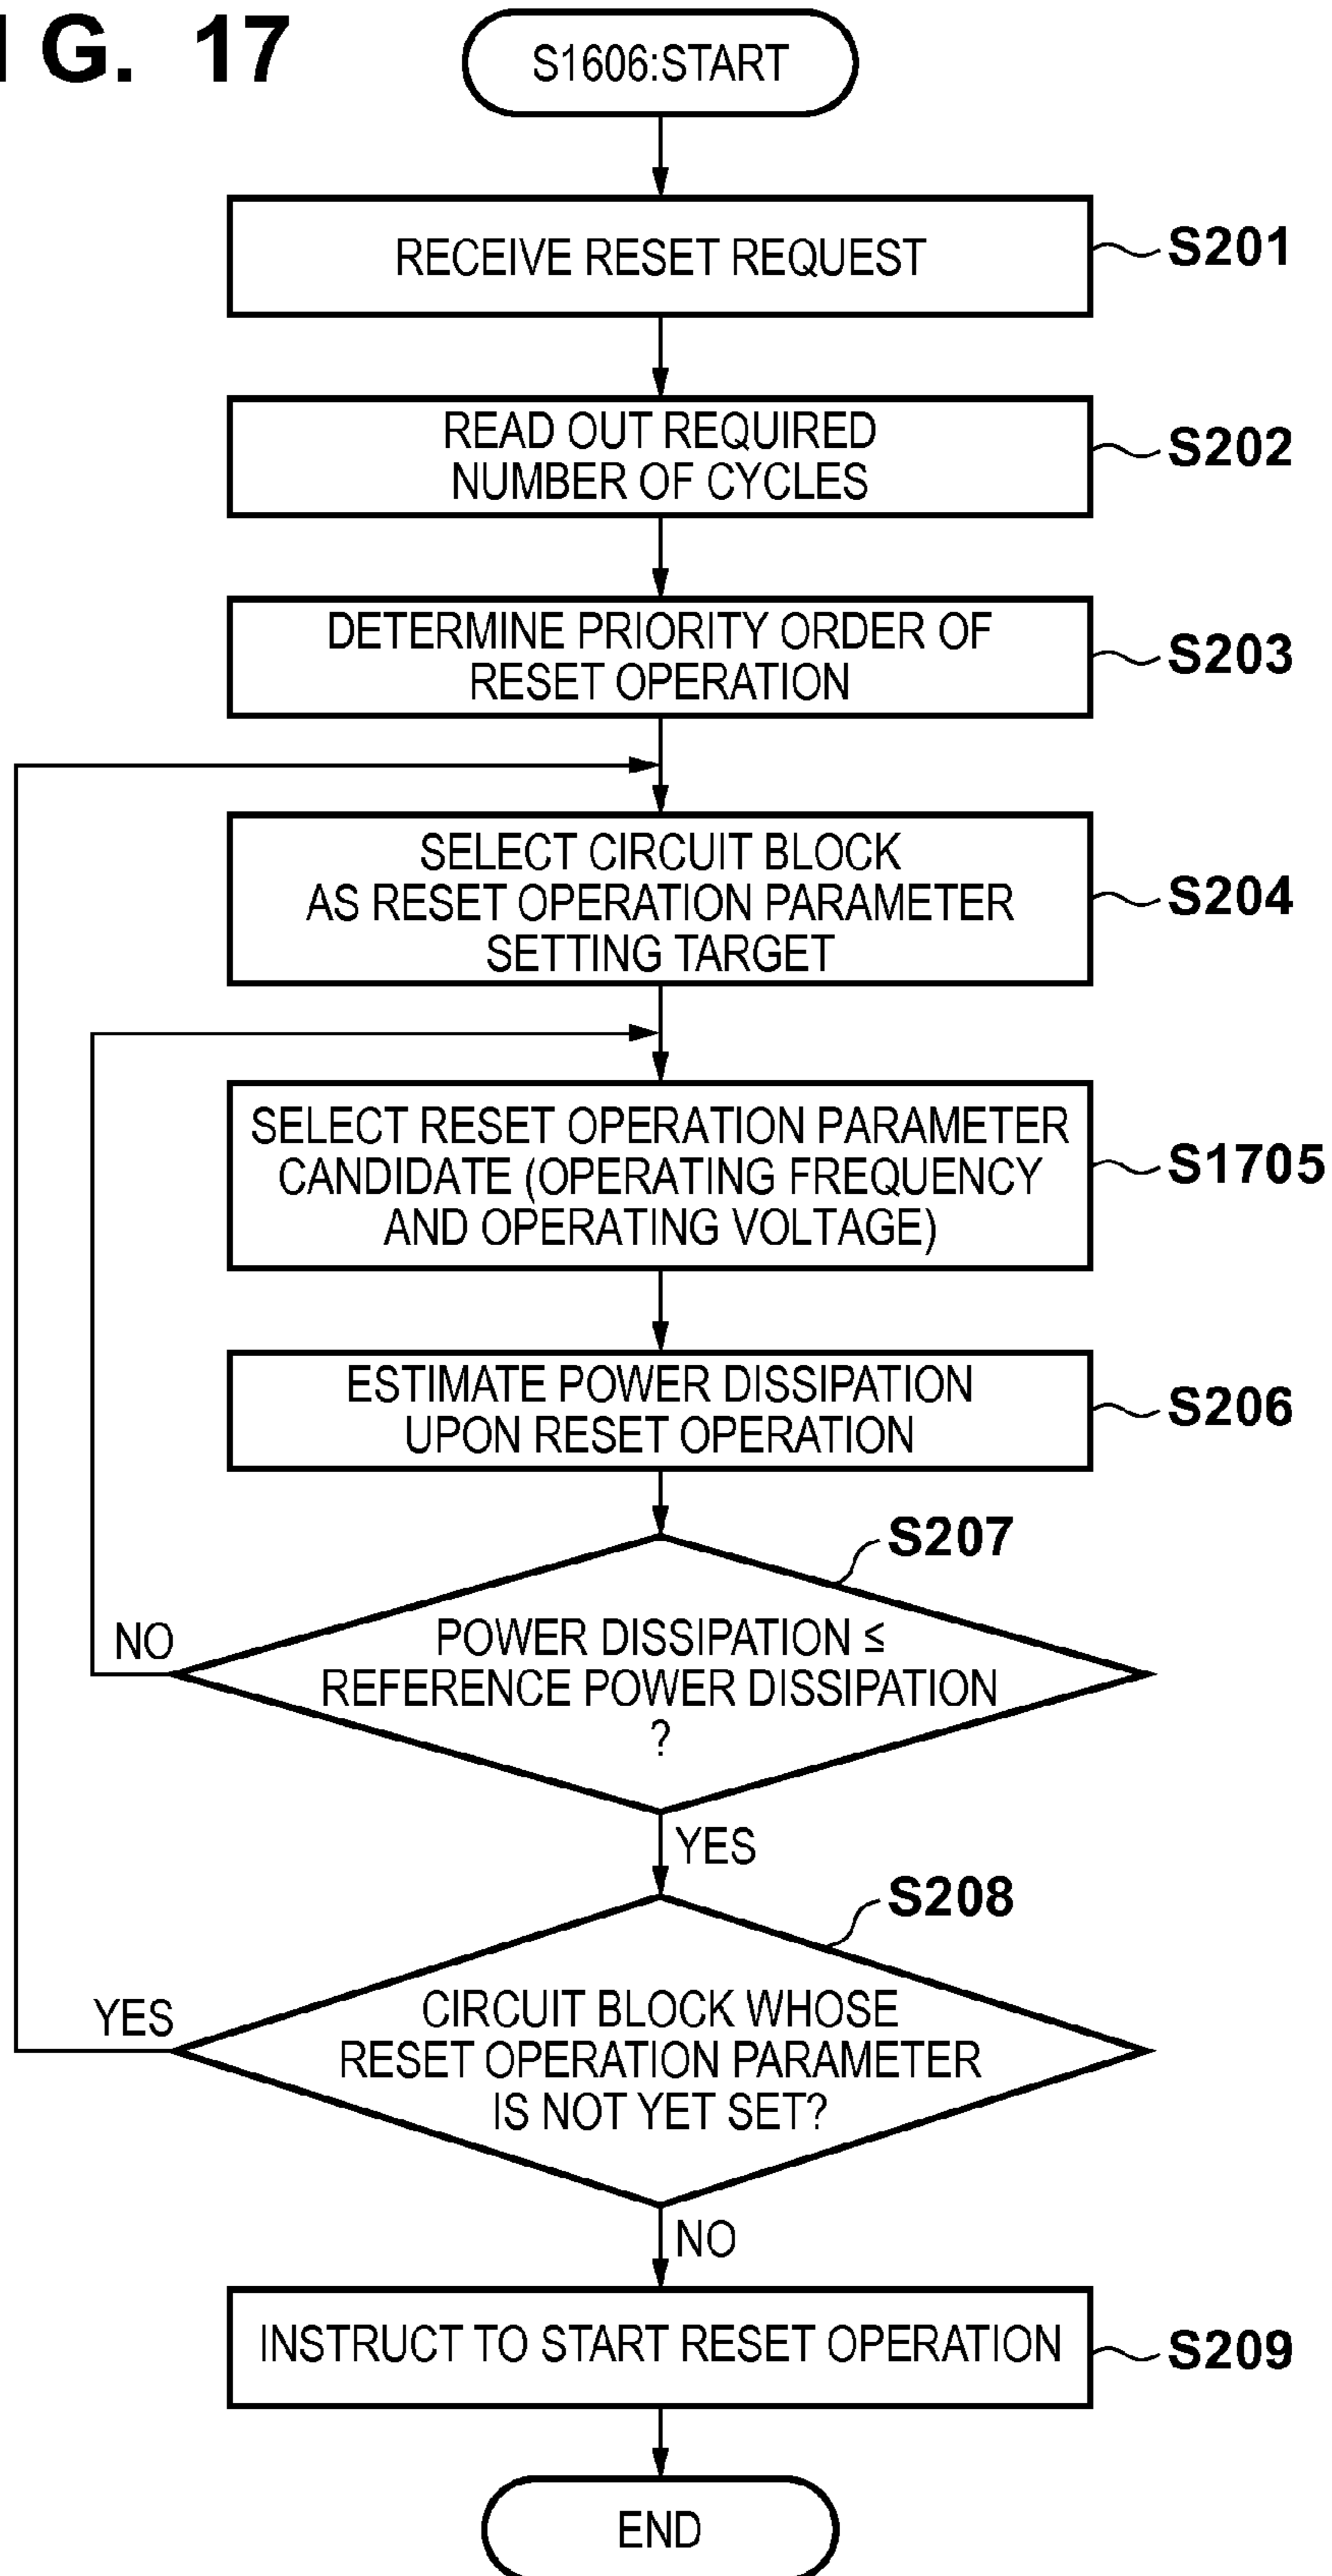 I G. 17
S1606:START
RECEIVE RESET REQUEST
S201
READ OUT REQUIRED
NUMBER OF CYCLES
S202
DETERMINE PRIORITY ORDER OF
RESET OPERATION
S203
SELECT CIRCUIT BLOCK
AS RESET OPERATION PARAMETER
SETTING TARGET
S204
SELECT RESET OPERATION PARAMETER
CANDIDATE (OPERATING FREQUENCY
AND OPERATING VOLTAGE)
S1705
ESTIMATE POWER DISSIPATION
UPON RESET OPERATION
S206
S207
NO
POWER DISSIPATION ≤
REFERENCE POWER DISSIPATION
?
YES
S208
YES
CIRCUIT BLOCK WHOSE
RESET OPERATION PARAMETER
IS NOT YET SET?
NO
INSTRUCT TO START RESET OPERATION
S209
END